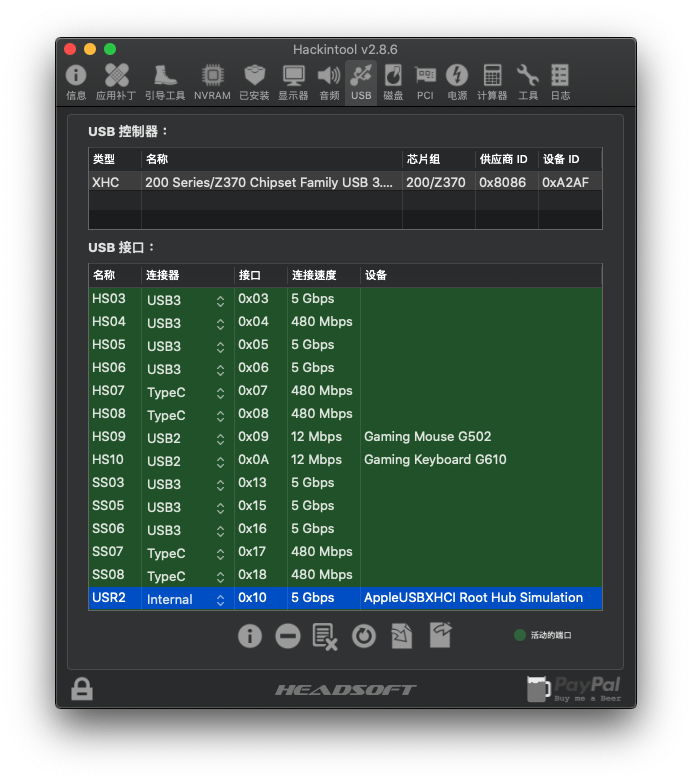 Hackintool v2.8.6
信息 应用补丁 引导工具 NVRAM 已安装 显示器 音频 USB 磁盘 PCI 电源 计算器 工具 日志
USB 控制器：
类型 名称 芯片组 供应商 ID 设备 ID
XHC 200 Series/Z370 Chipset Family USB 3.... 200/Z370 0x8086 0xA2AF
USB 接口：
名称 连接器 接口 连接速度 设备
HS03 USB3 0x03 5 Gbps
HS04 USB3 0x04 480 Mbps
HS05 USB3 0x05 5 Gbps
HS06 USB3 0x06 5 Gbps
HS07 TypeC 0x07 480 Mbps
HS08 TypeC 0x08 480 Mbps
HS09 USB2 0x09 12 Mbps Gaming Mouse G502
HS10 USB2 0x0A 12 Mbps Gaming Keyboard G610
SS03 USB3 0x13 5 Gbps
SS05 USB3 0x15 5 Gbps
SS06 USB3 0x16 5 Gbps
SS07 TypeC 0x17 480 Mbps
SS08 TypeC 0x18 480 Mbps
USR2 Internal 0x10 5 Gbps AppleUSBXHCI Root Hub Simulation
活动的端口
HEADSOFT
PayPal
Buy me a Beer